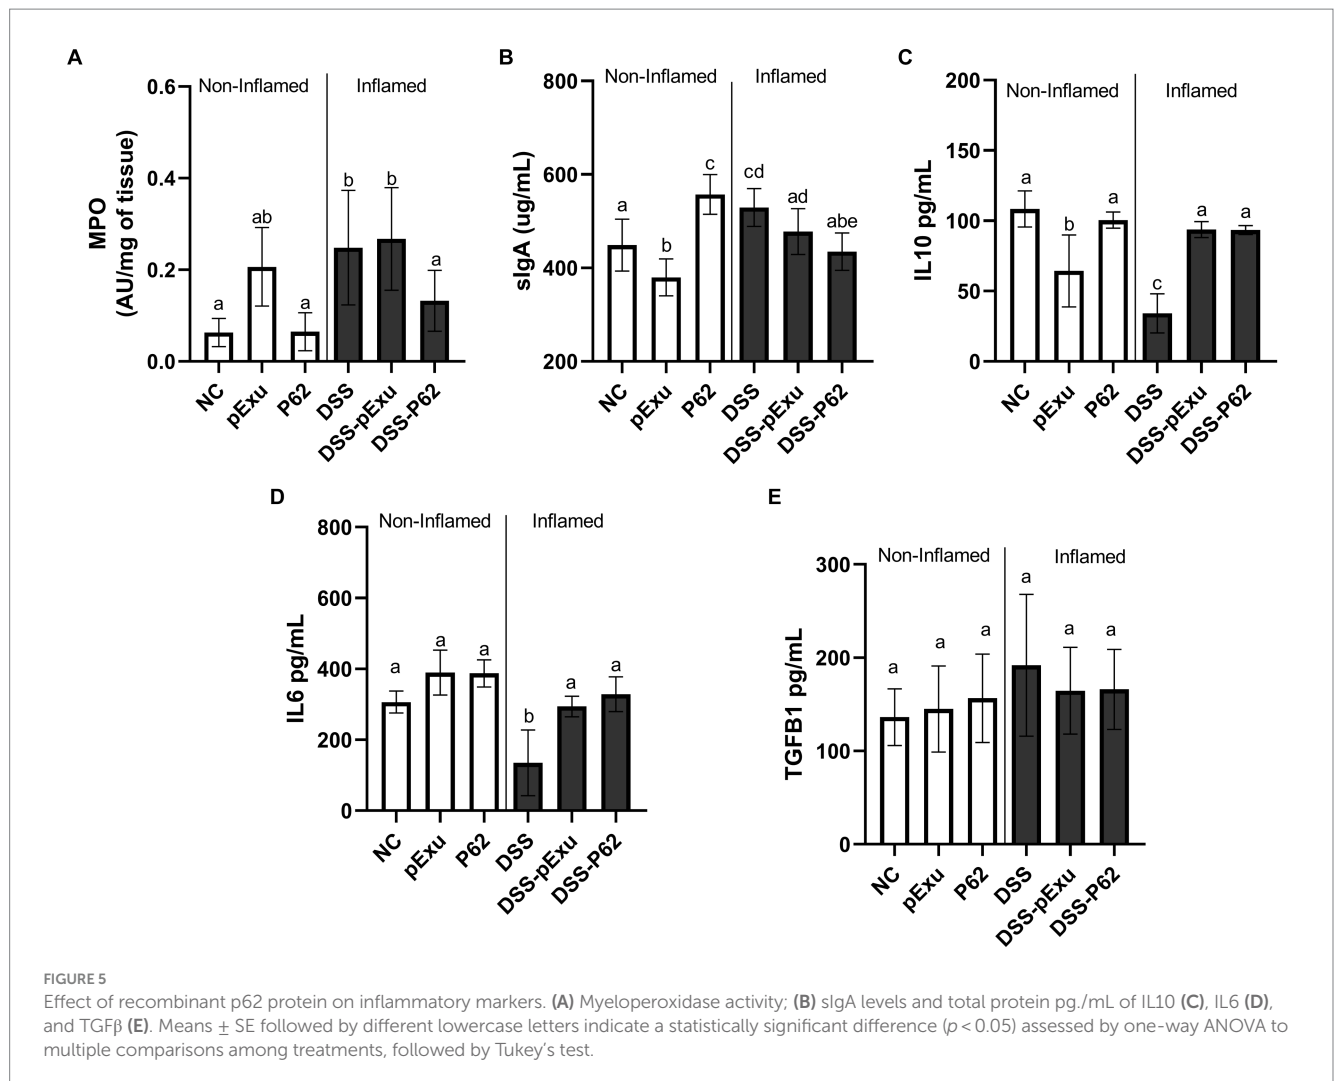 A
Non-Inflamed
Inflamed
MPO
(AU/mg of tissue)
0.6
0.4
0.2
0.0
a
ab
a
b
b
a
NC
pExu
P62
DSS
DSS-pExu
DSS-P62
B
Non-Inflamed
Inflamed
sIgA (ug/mL)
800
600
400
200
a
b
c
cd
ad
abe
NC
pExu
P62
DSS
DSS-pExu
DSS-P62
C
Non-Inflamed
Inflamed
IL10 pg/mL
200
150
100
50
0
a
b
a
c
a
a
NC
pExu
P62
DSS
DSS-pExu
DSS-P62
D
Non-Inflamed
Inflamed
IL6 pg/mL
800
600
400
200
0
a
a
a
b
a
a
NC
pExu
P62
DSS
DSS-pExu
DSS-P62
E
Non-Inflamed
Inflamed
TGFB1 pg/mL
300
200
100
0
a
a
a
a
a
a
NC
pExu
P62
DSS
DSS-pExu
DSS-P62
FIGURE 5
Effect of recombinant p62 protein on inflammatory markers. (A) Myeloperoxidase activity; (B) sIgA levels and total protein pg./mL of IL10 (C), IL6 (D),
and TGFβ (E). Means ± SE followed by different lowercase letters indicate a statistically significant difference (p < 0.05) assessed by one-way ANOVA to
multiple comparisons among treatments, followed by Tukey's test.